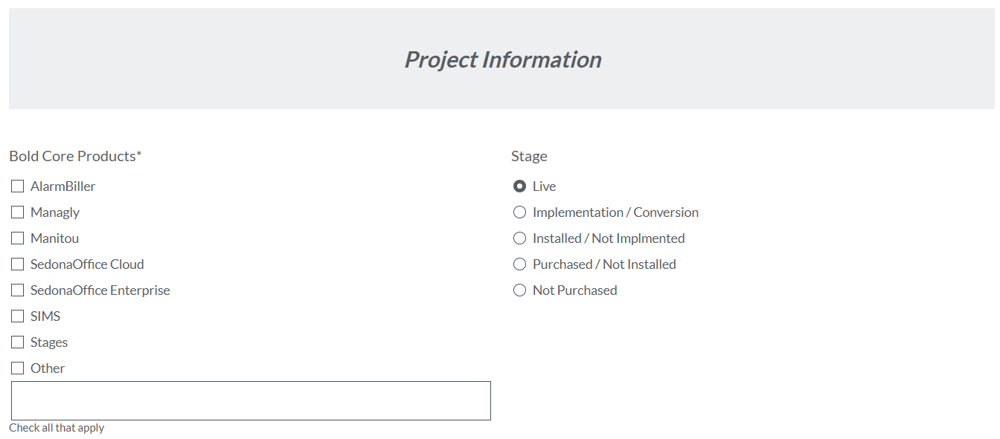 Project Information
Bold Core Products*
AlarmBiller
Managly
Manitou
SedonaOffice Cloud
SedonaOffice Enterprise
SIMS
Stages
Other
Check all that apply
Stage
Live
Implementation / Conversion
Installed / Not Implmented
Purchased / Not Installed
Not Purchased